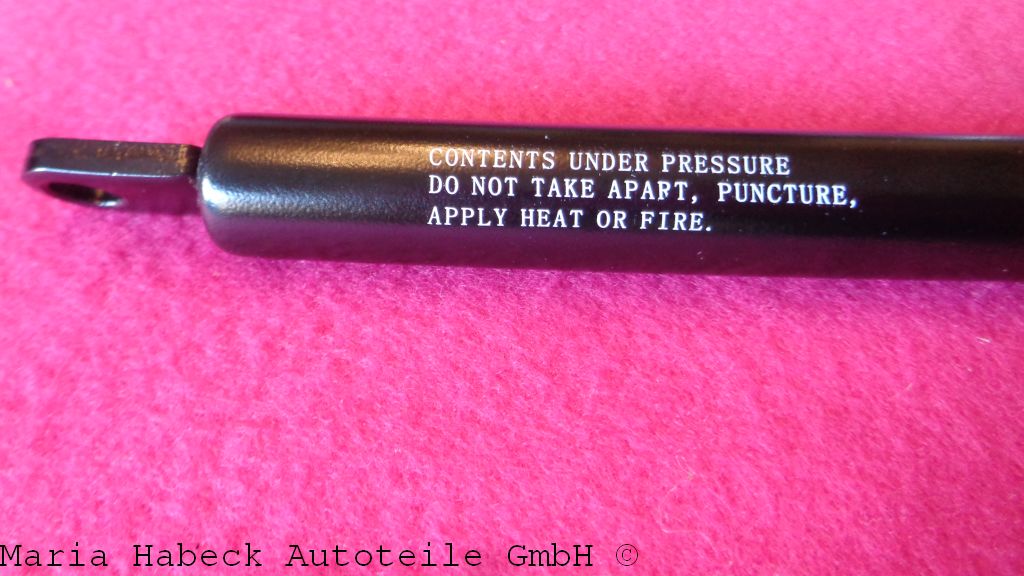 CONTENTS UNDER PRESSURE
DO NOT TAKE APART, PUNCTURE,
APPLY HEAT OR FIRE.
Maria Habeck Autoteile GmbH ©